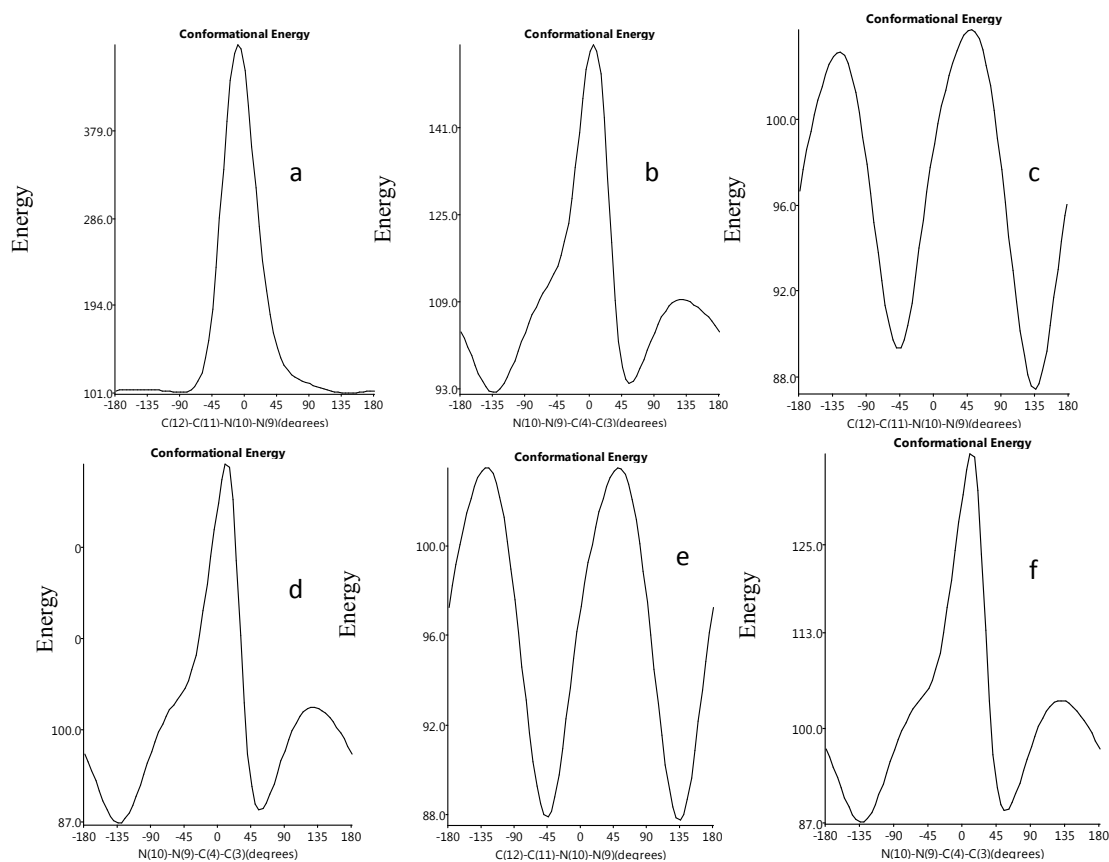 Conformational Energy
379.0
286.0
194.0
101.0
-180 -135 -90 -45 0 45 90 135 180
C(12)-C(11)-N(10)-N(9)(degrees)
Energy
a
Conformational Energy
141.0
125.0
109.0
93.0
-180 -135 -90 -45 0 45 90 135 180
N(10)-N(9)-C(4)-C(3)(degrees)
Energy
b
Conformational Energy
100.0
96.0
92.0
88.0
-180 -135 -90 -45 0 45 90 135 180
C(12)-C(11)-N(10)-N(9)(degrees)
Energy
c
Conformational Energy
0
0
100.0
87.0
-180 -135 -90 -45 0 45 90 135 180
N(10)-N(9)-C(4)-C(3)(degrees)
Energy
d
Conformational Energy
100.0
96.0
92.0
88.0
-180 -135 -90 -45 0 45 90 135 180
C(12)-C(11)-N(10)-N(9)(degrees)
Energy
e
Conformational Energy
125.0
113.0
100.0
87.0
-180 -135 -90 -45 0 45 90 135 180
N(10)-N(9)-C(4)-C(3)(degrees)
Energy
f